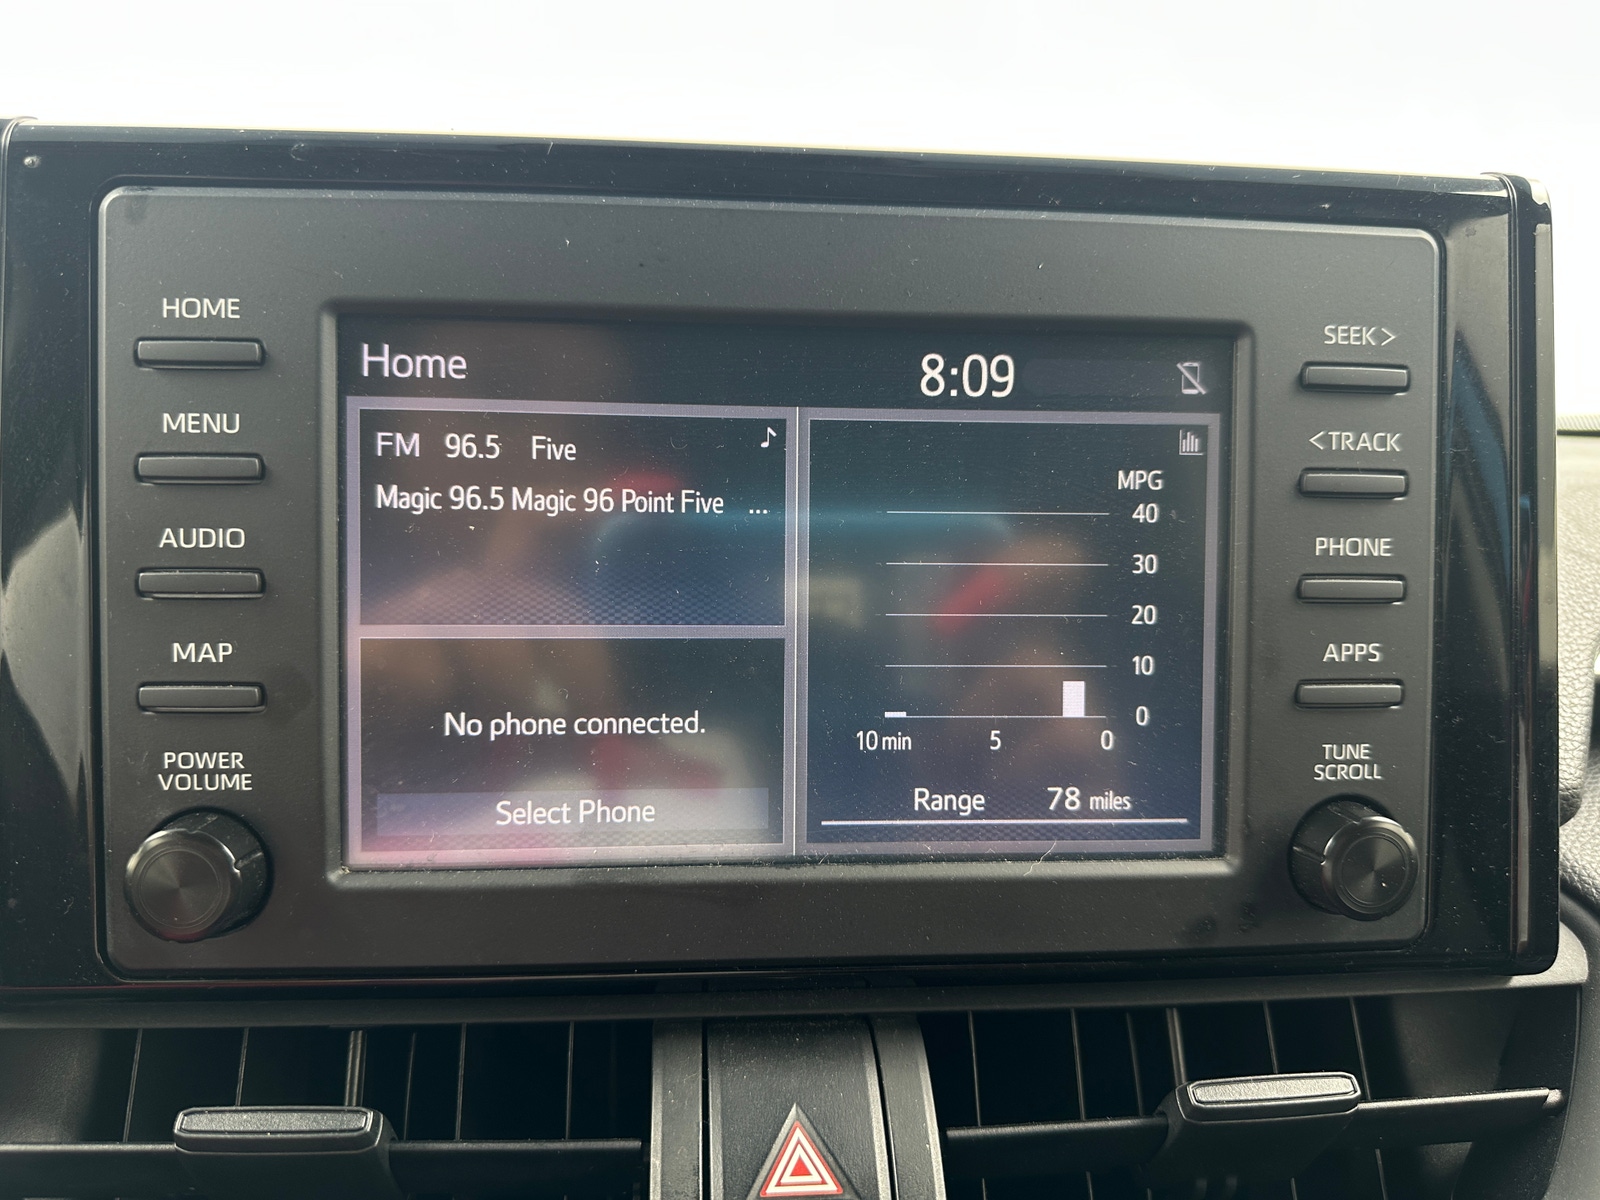 HOME
MENU
AUDIO
MAP
POWER
VOLUME
Home
8:09
FM 96.5 Five
Magic 96.5 Magic 96 Point Five ...
No phone connected.
Select Phone
MPG
40
30
20
10
0
10 min 5 0
Range 78 miles
SEEK >
< TRACK
PHONE
APPS
TUNE
SCROLL